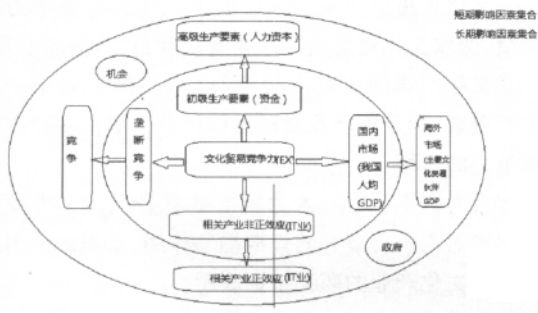 短期影响因素集合
长期影响因素集合
高级生产要素(人力资本)
机会
初级生产要素(资金)
竞
争
垄
断
竞
争
文化贸易竞争力(EX)
国内
市场
(我国
人均
GDP)
海外
市场
(主要文
化贸易
伙伴
GDP
相关产业非正效应(IT业)
政府
相关产业正效应(IT业)